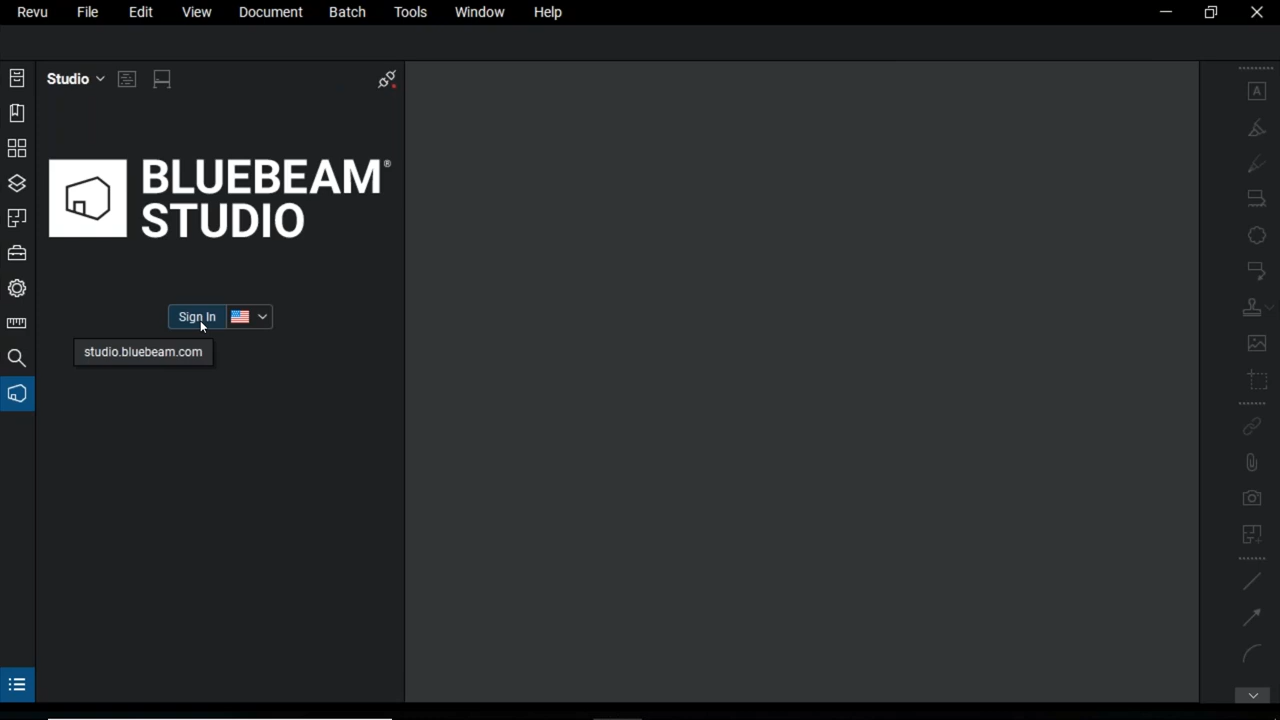 Revu File Edit View Document Batch Tools Window Help
Studio
BLUEBEAM®
STUDIO
Sign In
studio.bluebeam.com